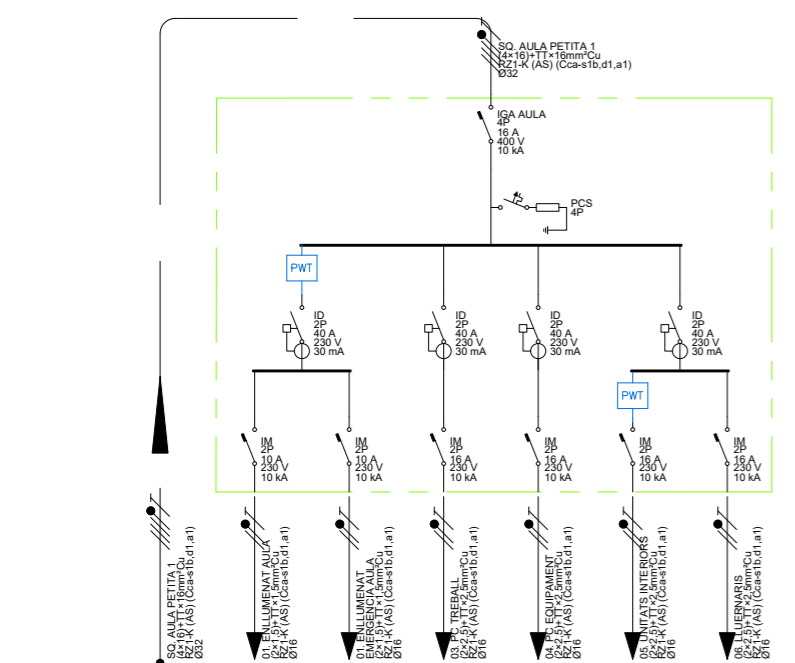 SQ. AULA PETITA 1
(4×16)+TT×16mm²Cu
RZ1-K (AS) (Cca-s1b,d1,a1)
Ø32
IGA AULA
4P
16 A
400 V
10 kA
PCS
4P
PWT
ID
2P
40 A
230 V
30 mA
ID
2P
40 A
230 V
30 mA
ID
2P
40 A
230 V
30 mA
ID
2P
40 A
230 V
30 mA
PWT
IM
2P
10 A
230 V
10 kA
IM
2P
10 A
230 V
10 kA
IM
2P
16 A
230 V
10 kA
IM
2P
16 A
230 V
10 kA
IM
2P
16 A
230 V
10 kA
IM
2P
16 A
230 V
10 kA
SQ. AULA PETITA 1
(4×16)+TT×16mm²Cu
RZ1-K (AS) (Cca-s1b,d1,a1)
Ø32
01. ENLLUMENAT AULA
(2×1,5)+TT×1,5mm²Cu
RZ1-K (AS) (Cca-s1b,d1,a1)
Ø16
01. ENLLUMENAT
EMERGENCIA AULA
(2×1,5)+TT×1,5mm²Cu
RZ1-K (AS) (Cca-s1b,d1,a1)
Ø16
03. PC TREBALL
(2×2,5)+TT×2,5mm²Cu
RZ1-K (AS) (Cca-s1b,d1,a1)
Ø16
04. PC EQUIPAMENT
(2×2,5)+TT×2,5mm²Cu
RZ1-K (AS) (Cca-s1b,d1,a1)
Ø16
05. UNITATS INTERIORS
(2×2,5)+TT×2,5mm²Cu
RZ1-K (AS) (Cca-s1b,d1,a1)
Ø16
06. LLUERNARIS
(2×2,5)+TT×2,5mm²Cu
RZ1-K (AS) (Cca-s1b,d1,a1)
Ø16